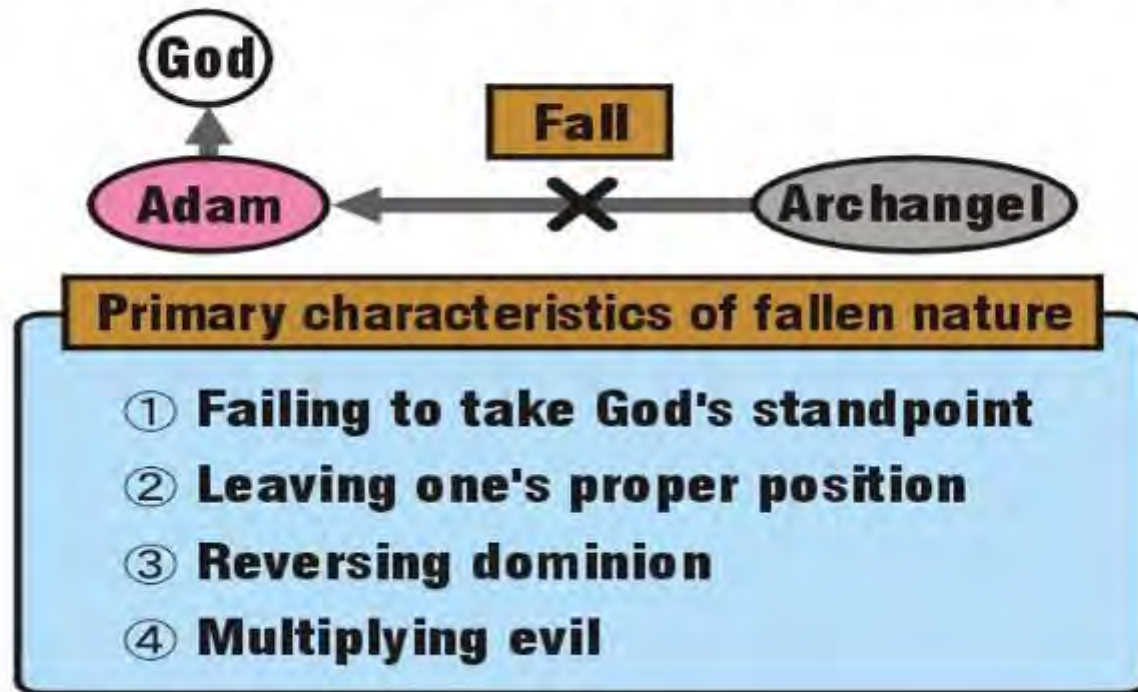 God
Fall
Adam
Archangel
Primary characteristics of fallen nature
① Failing to take God's standpoint
② Leaving one's proper position
③ Reversing dominion
④ Multiplying evil